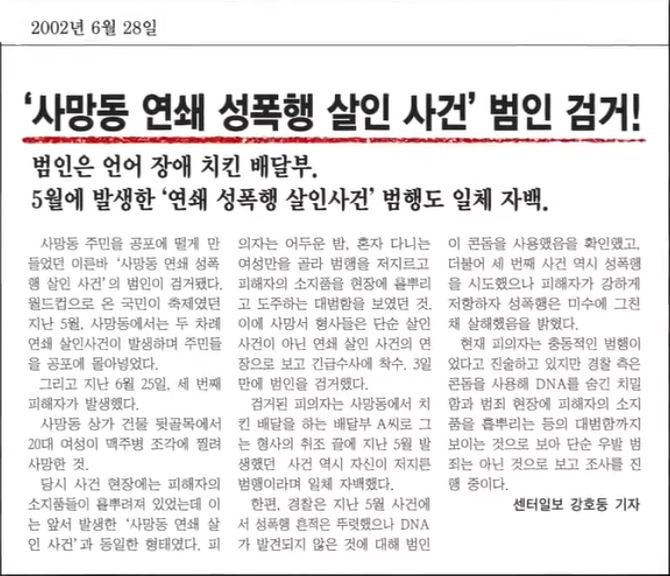 2002년 6월 28일
‘사망동 연쇄 성폭행 살인 사건’ 범인 검거!
범인은 언어 장애 치킨 배달부.
5월에 발생한 ‘연쇄 성폭행 살인사건’ 범행도 일체 자백.
사망동 주민을 공포에 떨게 만
들었던 이른바 ‘사망동 연쇄 성폭
행 살인 사건’의 범인이 검거됐다.
월드컵으로 온 국민이 축제였던
지난 5월, 사망동에서는 두 차례
연쇄 살인사건이 발생하며 주민들
을 공포에 몰아넣었다.
그리고 지난 6월 25일, 세 번째
피해자가 발생했다.
사망동 상가 건물 뒷골목에서
20대 여성이 맥주병 조각에 찔려
사망한 것.
당시 사건 현장에는 피해자의
소지품들이 흩뿌려져 있었는데 이
는 앞서 발생한 ‘사망동 연쇄 살
인 사건’과 동일한 형태였다. 피
의자는 어두운 밤, 혼자 다니는
여성만을 골라 범행을 저지르고
피해자의 소지품을 현장에 흩뿌리
고 도주하는 대범함을 보였던 것.
이에 사망서 형사들은 단순 살인
사건이 아닌 연쇄 살인 사건의 연
장으로 보고 긴급수사에 착수. 3일
만에 범인을 검거했다.
검거된 피의자는 사망동에서 치
킨 배달을 하는 배달부 A씨로 그
는 형사의 취조 끝에 지난 5월 발
생했던 사건 역시 자신이 저지른
범행이라며 일체 자백했다.
한편, 경찰은 지난 5월 사건에
서 성폭행 흔적은 뚜렷했으나 DNA
가 발견되지 않은 것에 대해 범인
이 콘돔을 사용했음을 확인했고,
더불어 세 번째 사건 역시 성폭행
을 시도했으나 피해자가 강하게
저항하자 성폭행은 미수에 그친
채 살해했음을 밝혔다.
현재 피의자는 충동적인 범행이
었다고 진술하고 있지만 경찰 측은
콘돔을 사용해 DNA를 숨긴 치밀
함과 범죄 현장에 피해자의 소지
품을 흩뿌리는 등의 대범함까지
보이는 것으로 보아 단순 우발 범
죄는 아닌 것으로 보고 조사를 진
행 중이다.
센터일보 강호동 기자